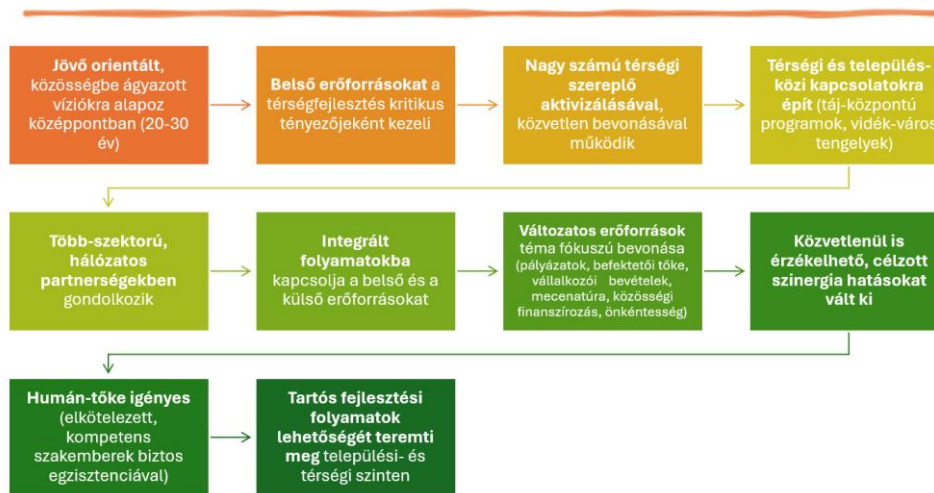 Jövő orientált,
közösségbe ágyazott
víziókra alapoz
középpontban (20-30
év)
Belső erőforrásokat a
térségfejlesztés kritikus
tényezőjeként kezeli
Nagy számú térségi
szereplő
aktivizálásával,
közvetlen bevonásával
működik
Térségi és település-
közi kapcsolatokra
épít (táj-központú
programok, vidék-város
tengelyek)
Több-szektorú,
hálózatos
partnerségekben
gondolkozik
Integrált
folyamatokba
kapcsolja a belső és a
külső erőforrásokat
Változatos erőforrások
téma fókuszú bevonása
(pályázatok, befektetői tőke,
vállalkozói bevételek,
mecenatúra, közösségi
finanszírozás, önkéntesség)
Közvetlenül is
érzékelhető, célzott
szinergia hatásokat
vált ki
Humán-tőke igényes
(elkötelezett,
kompetens
szakemberek biztos
egzisztenciával)
Tartós fejlesztési
folyamatok
lehetőségét teremti
meg települési- és
térségi szinten